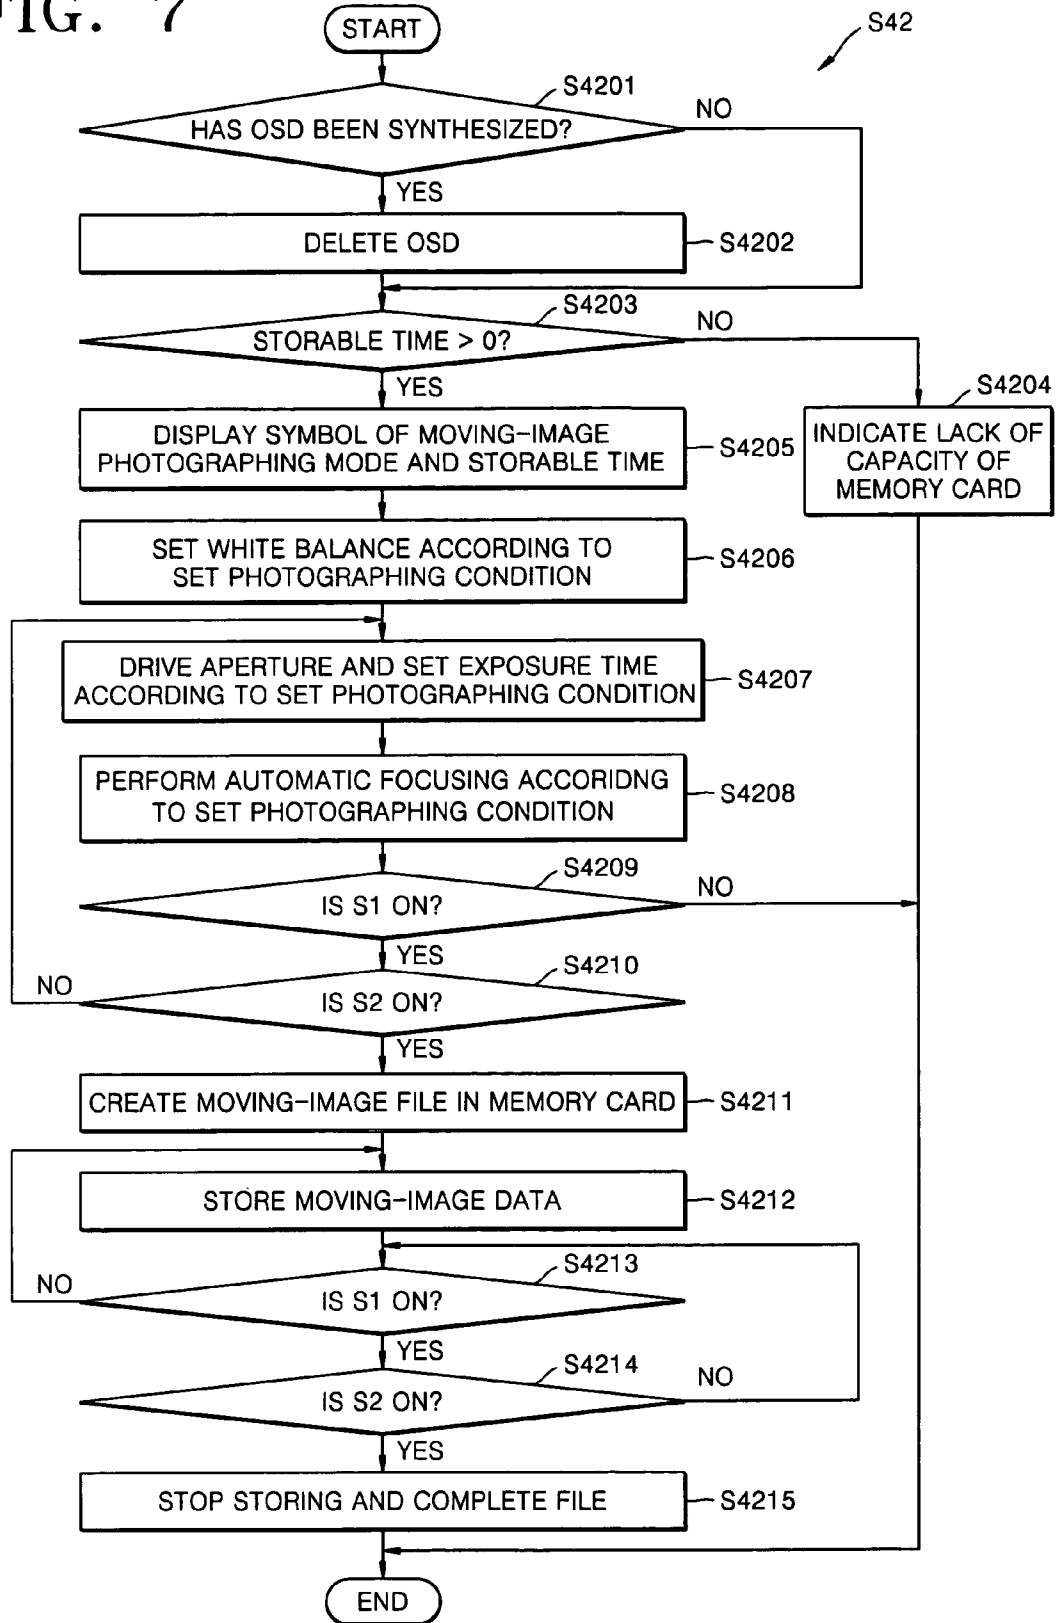 FIG. 7
START
S42
S4201
HAS OSD BEEN SYNTHESIZED?
NO
YES
DELETE OSD
S4202
S4203
STORABLE TIME > 0?
NO
YES
S4204
INDICATE LACK OF
CAPACITY OF
MEMORY CARD
DISPLAY SYMBOL OF MOVING-IMAGE
PHOTOGRAPHING MODE AND STORABLE TIME
S4205
SET WHITE BALANCE ACCORDING TO
SET PHOTOGRAPHING CONDITION
S4206
DRIVE APERTURE AND SET EXPOSURE TIME
ACCORDING TO SET PHOTOGRAPHING CONDITION
S4207
PERFORM AUTOMATIC FOCUSING ACCORIDNG
TO SET PHOTOGRAPHING CONDITION
S4208
S4209
IS S1 ON?
NO
YES
S4210
NO
IS S2 ON?
YES
CREATE MOVING-IMAGE FILE IN MEMORY CARD
S4211
STORE MOVING-IMAGE DATA
S4212
S4213
NO
IS S1 ON?
YES
S4214
IS S2 ON?
NO
YES
STOP STORING AND COMPLETE FILE
S4215
END